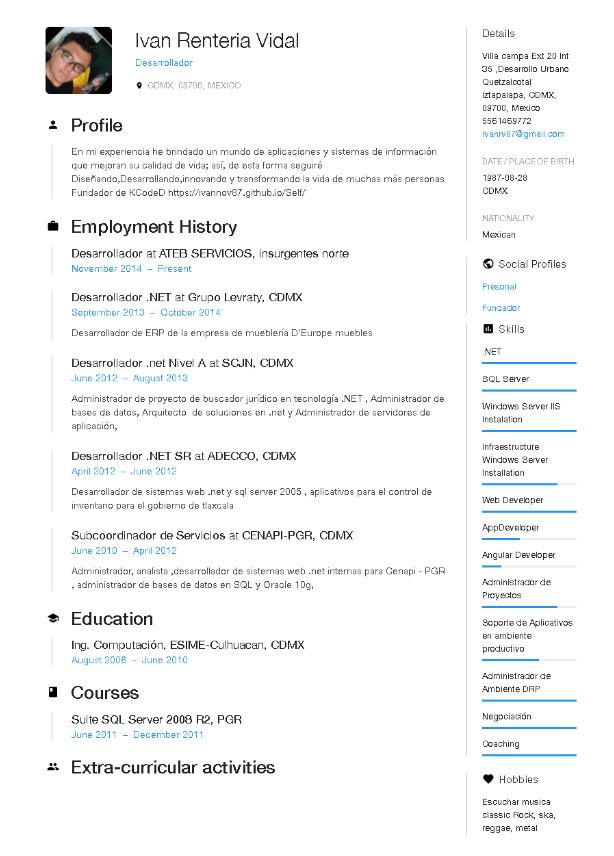 Ivan Renteria Vidal
Desarrollador
CDMX, 09700, MEXICO
Profile
En mi experiencia he brindado un mundo de aplicaciones y sistemas de información
que mejoran su calidad de vida; así, de esta forma seguiré
Diseñando,Desarrollando,innovando y transformando la vida de muchas más personas
Fundador de KCodeD https://ivannov87.github.io/Self/
Employment History
Desarrollador at ATEB SERVICIOS, insurgentes norte
November 2014 – Present
Desarrollador .NET at Grupo Levraty, CDMX
September 2013 – October 2014
Desarrollador de ERP de la empresa de mueblería D'Europe muebles
Desarrollador .net Nivel A at SCJN, CDMX
June 2012 – August 2013
Administrador de proyecto de buscador jurídico en tecnología .NET , Administrador de
bases de datos, Arquitecto de soluciones en .net y Administrador de servidores de
aplicación,
Desarrollador .NET SR at ADECCO, CDMX
April 2012 – June 2012
Desarrollador de sistemas web .net y sql server 2005 , aplicativos para el control de
inventario para el gobierno de tlaxcala
Subcoordinador de Servicios at CENAPI-PGR, CDMX
June 2010 – April 2012
Administrador, analista ,desarrollador de sistemas web .net internas para Cenapi - PGR
, administrador de bases de datos en SQL y Oracle 10g,
Education
Ing. Computación, ESIME-Culhuacan, CDMX
August 2006 – June 2010
Courses
Suite SQL Server 2008 R2, PGR
June 2011 – December 2011
Extra-curricular activities
Details
Villa campa Ext 20 Int
35 ,Desarrollo Urbano
Quetzalcotal
Iztapalapa, CDMX,
09700, Mexico
5561469772
ivanrv87@gmail.com
DATE / PLACE OF BIRTH
1987-08-28
CDMX
NATIONALITY
Mexican
Social Profiles
Presonal
Fundador
Skills
.NET
SQL Server
Windows Server IIS
Instalation
Infraestructure
Windows Server
Installation
Web Developer
AppDeveloper
Angular Developer
Administrador de
Proyectos
Soporte de Aplicativos
en ambiente
productivo
Administrador de
Ambiente DRP
Negociación
Coaching
Hobbies
Escuchar musica
classic Rock, ska,
reggae, metal